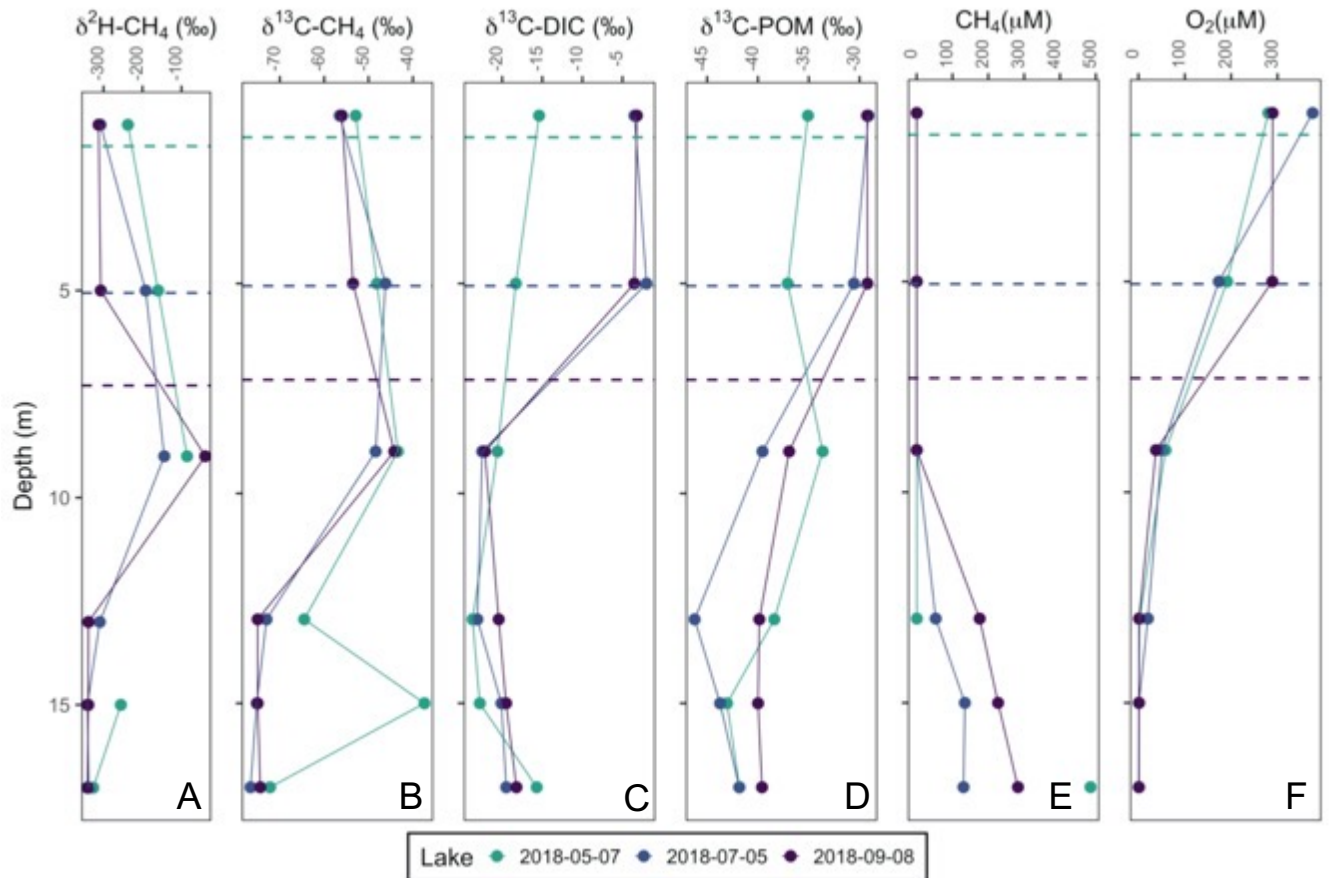 δ²H-CH₄ (‰) δ¹³C-CH₄ (‰) δ¹³C-DIC (‰) δ¹³C-POM (‰) CH₄(μM) O₂(μM)
-300 -200 -100 -70 -60 -50 -40 -20 -15 -10 -5 -45 -40 -35 -30 0 100 200 300 400 500 0 100 200 300
5
Depth (m)
10
15
A B C D E F
Lake 2018-05-07 2018-07-05 2018-09-08